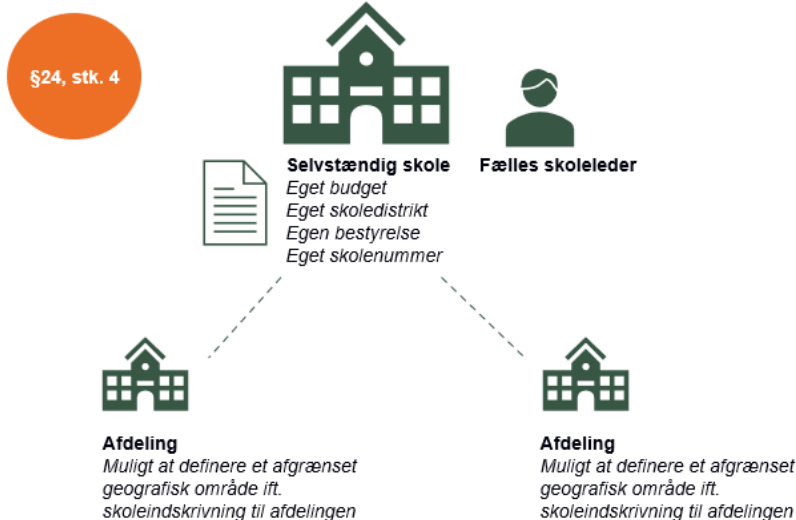 §24, stk. 4
Selvstændig skole
Eget budget
Eget skoledistrikt
Egen bestyrelse
Eget skolenummer
Fælles skoleleder
Afdeling
Muligt at definere et afgrænset
geografisk område ift.
skoleindskrivning til afdelingen
Afdeling
Muligt at definere et afgrænset
geografisk område ift.
skoleindskrivning til afdelingen